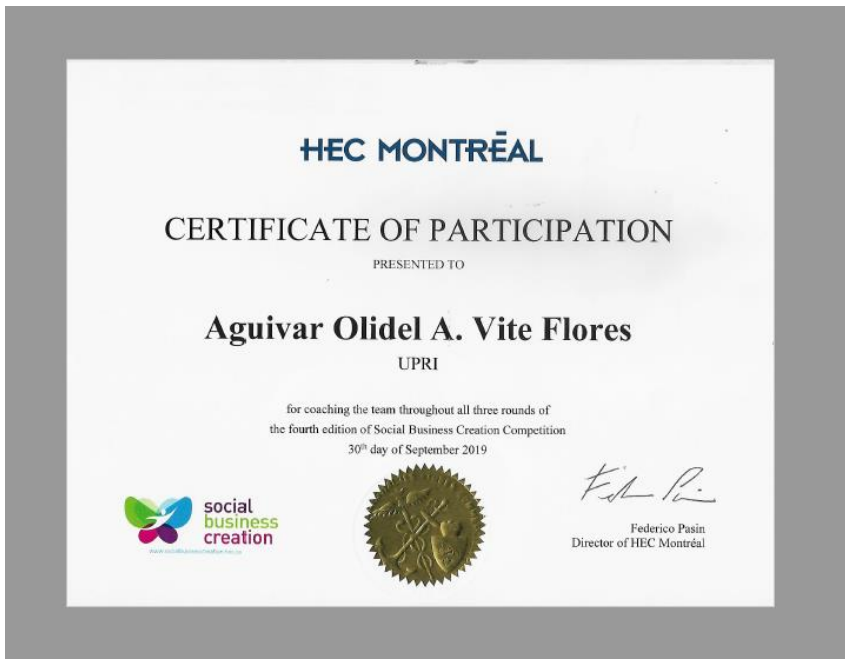 HEC MONTRĒAL
CERTIFICATE OF PARTICIPATION
PRESENTED TO
Aguivar Olidel A. Vite Flores
UPRI
for coaching the team throughout all three rounds of
the fourth edition of Social Business Creation Competition
30th day of September 2019
social
business
creation
Federico Pasin
Director of HEC Montréal